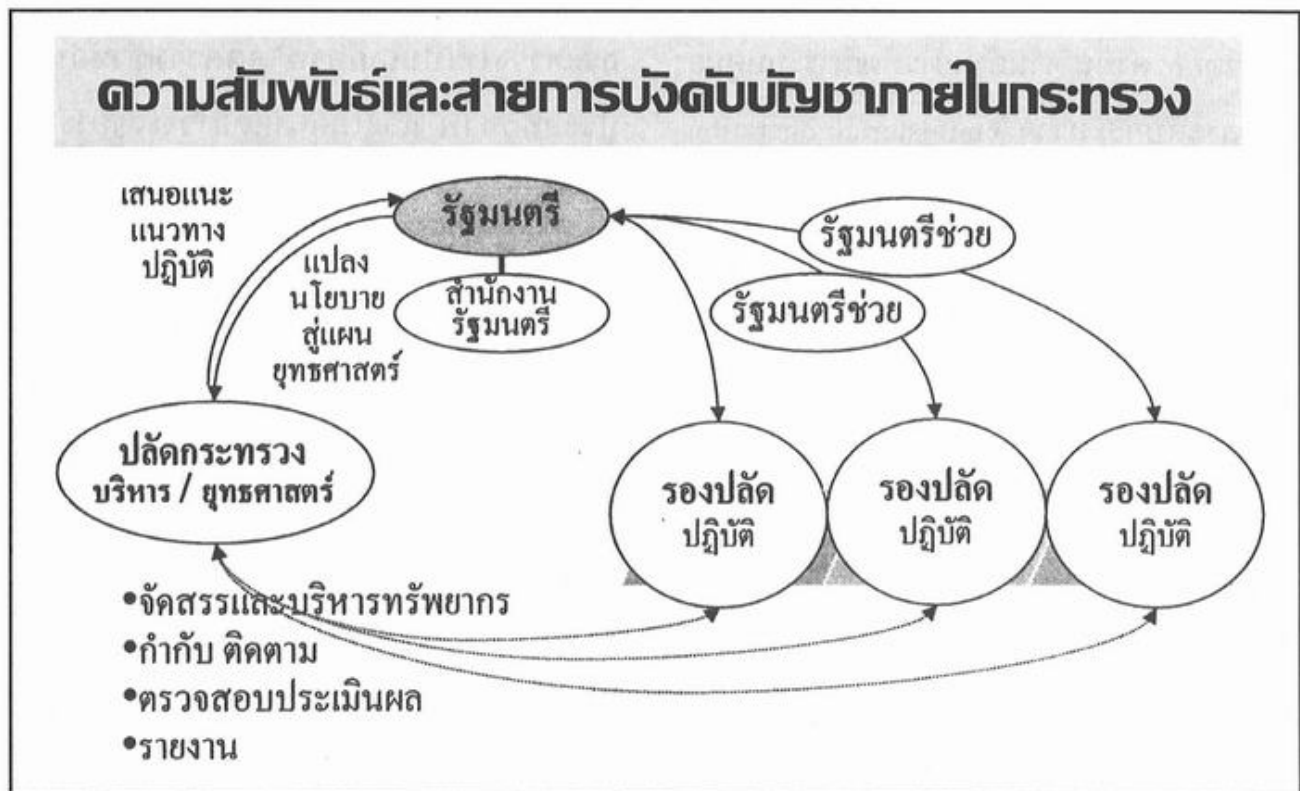 ความสัมพันธ์และสายการบังคับบัญชาภายในกระทรวง
เสนอแนะ
แนวทาง
ปฏิบัติ
รัฐมนตรี
แปลง
นโยบาย
สู่แผน
ยุทธศาสตร์
สำนักงาน
รัฐมนตรี
รัฐมนตรีช่วย
รัฐมนตรีช่วย
ปลัดกระทรวง
บริหาร / ยุทธศาสตร์
รองปลัด
ปฏิบัติ
รองปลัด
ปฏิบัติ
รองปลัด
ปฏิบัติ
•จัดสรรและบริหารทรัพยากร
•กำกับ ติดตาม
•ตรวจสอบประเมินผล
•รายงาน